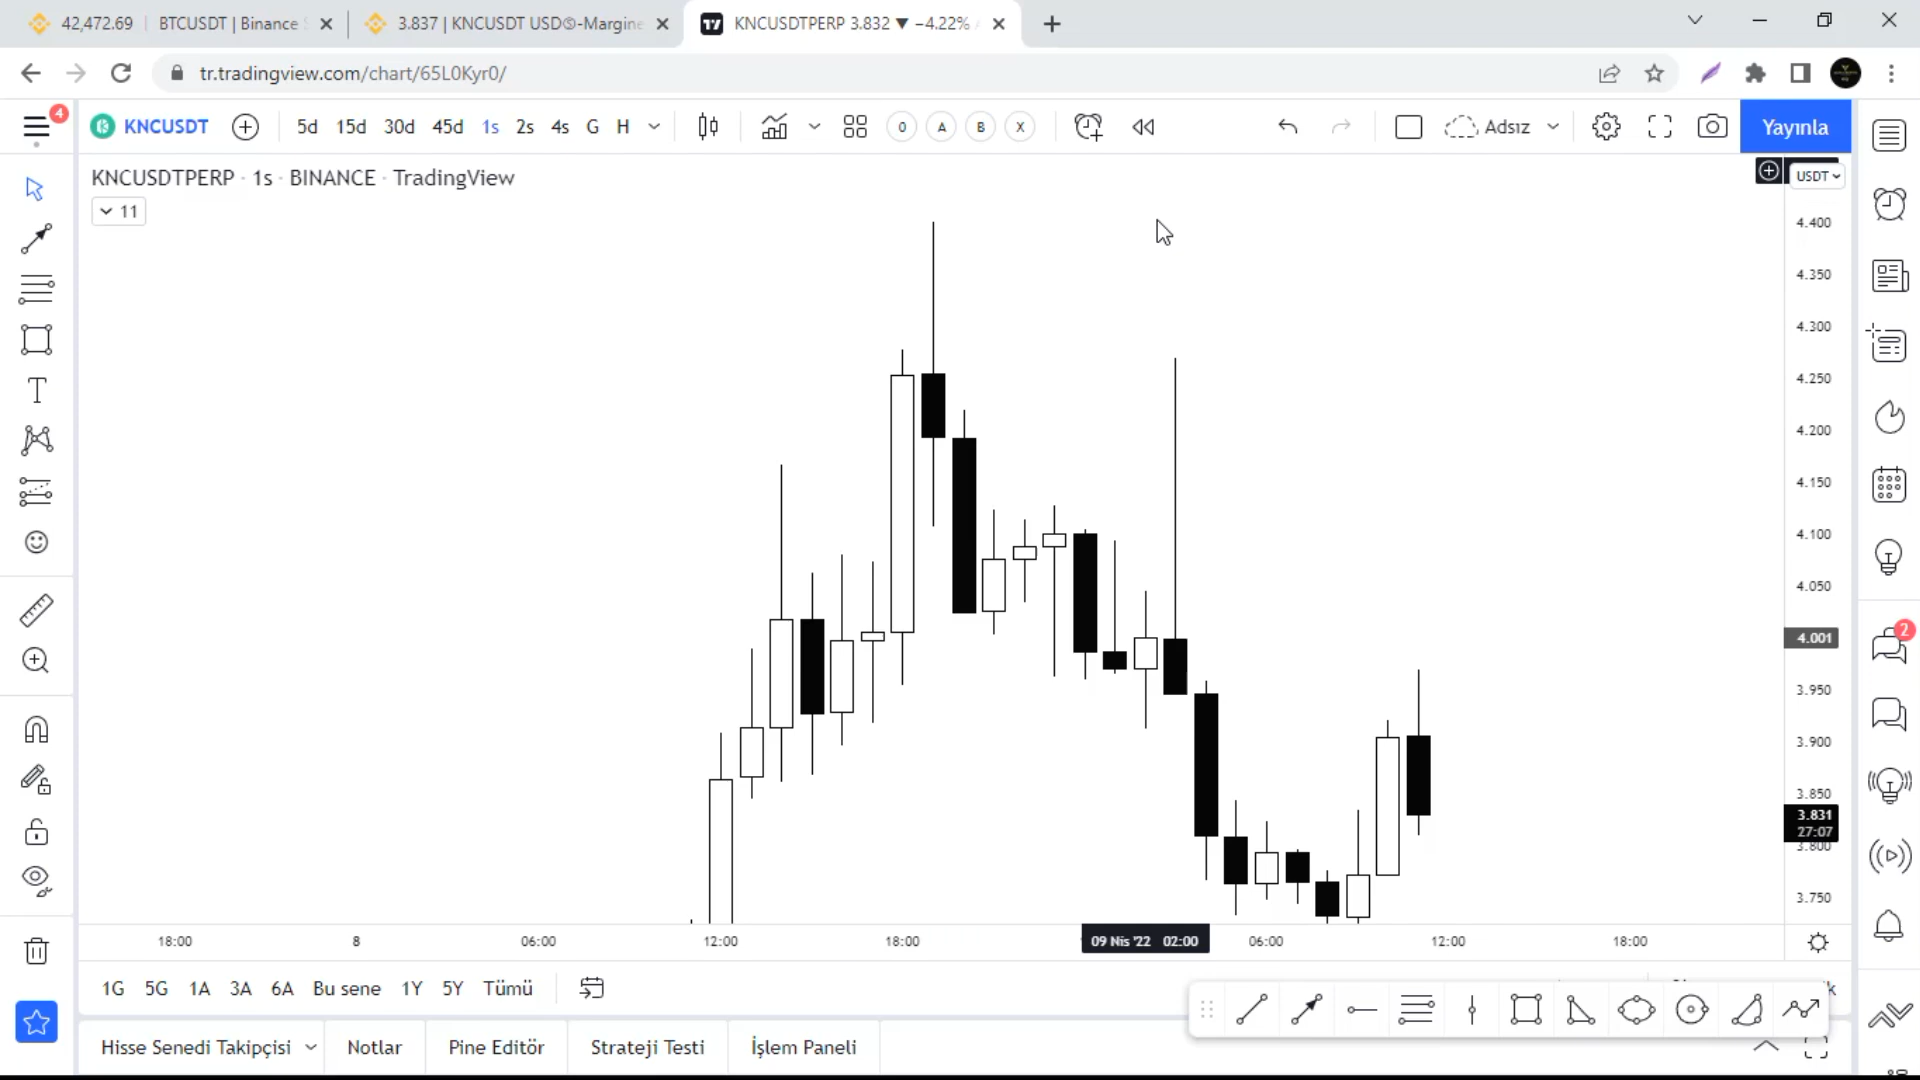 42,472.69 | BTCUSDT | Binance
3.837 | KNCUSDT USD®-Margine
KNCUSDTPERP 3.832 ▼ −4.22%
tr.tradingview.com/chart/65L0Kyr0/
4
KNCUSDT
5d 15d 30d 45d 1s 2s 4s G H
0 A B X
Adsız
Yayınla
KNCUSDTPERP · 1s · BINANCE · TradingView
USDT
11
4.400
4.350
4.300
4.250
4.200
4.150
4.100
4.050
4.001
3.950
3.900
3.850
3.831
27:07
3.800
3.750
2
18:00 8 06:00 12:00 18:00 09 Nis '22 02:00 06:00 12:00 18:00
1G 5G 1A 3A 6A Bu sene 1Y 5Y Tümü
Hisse Senedi Takipçisi Notlar Pine Editör Strateji Testi İşlem Paneli